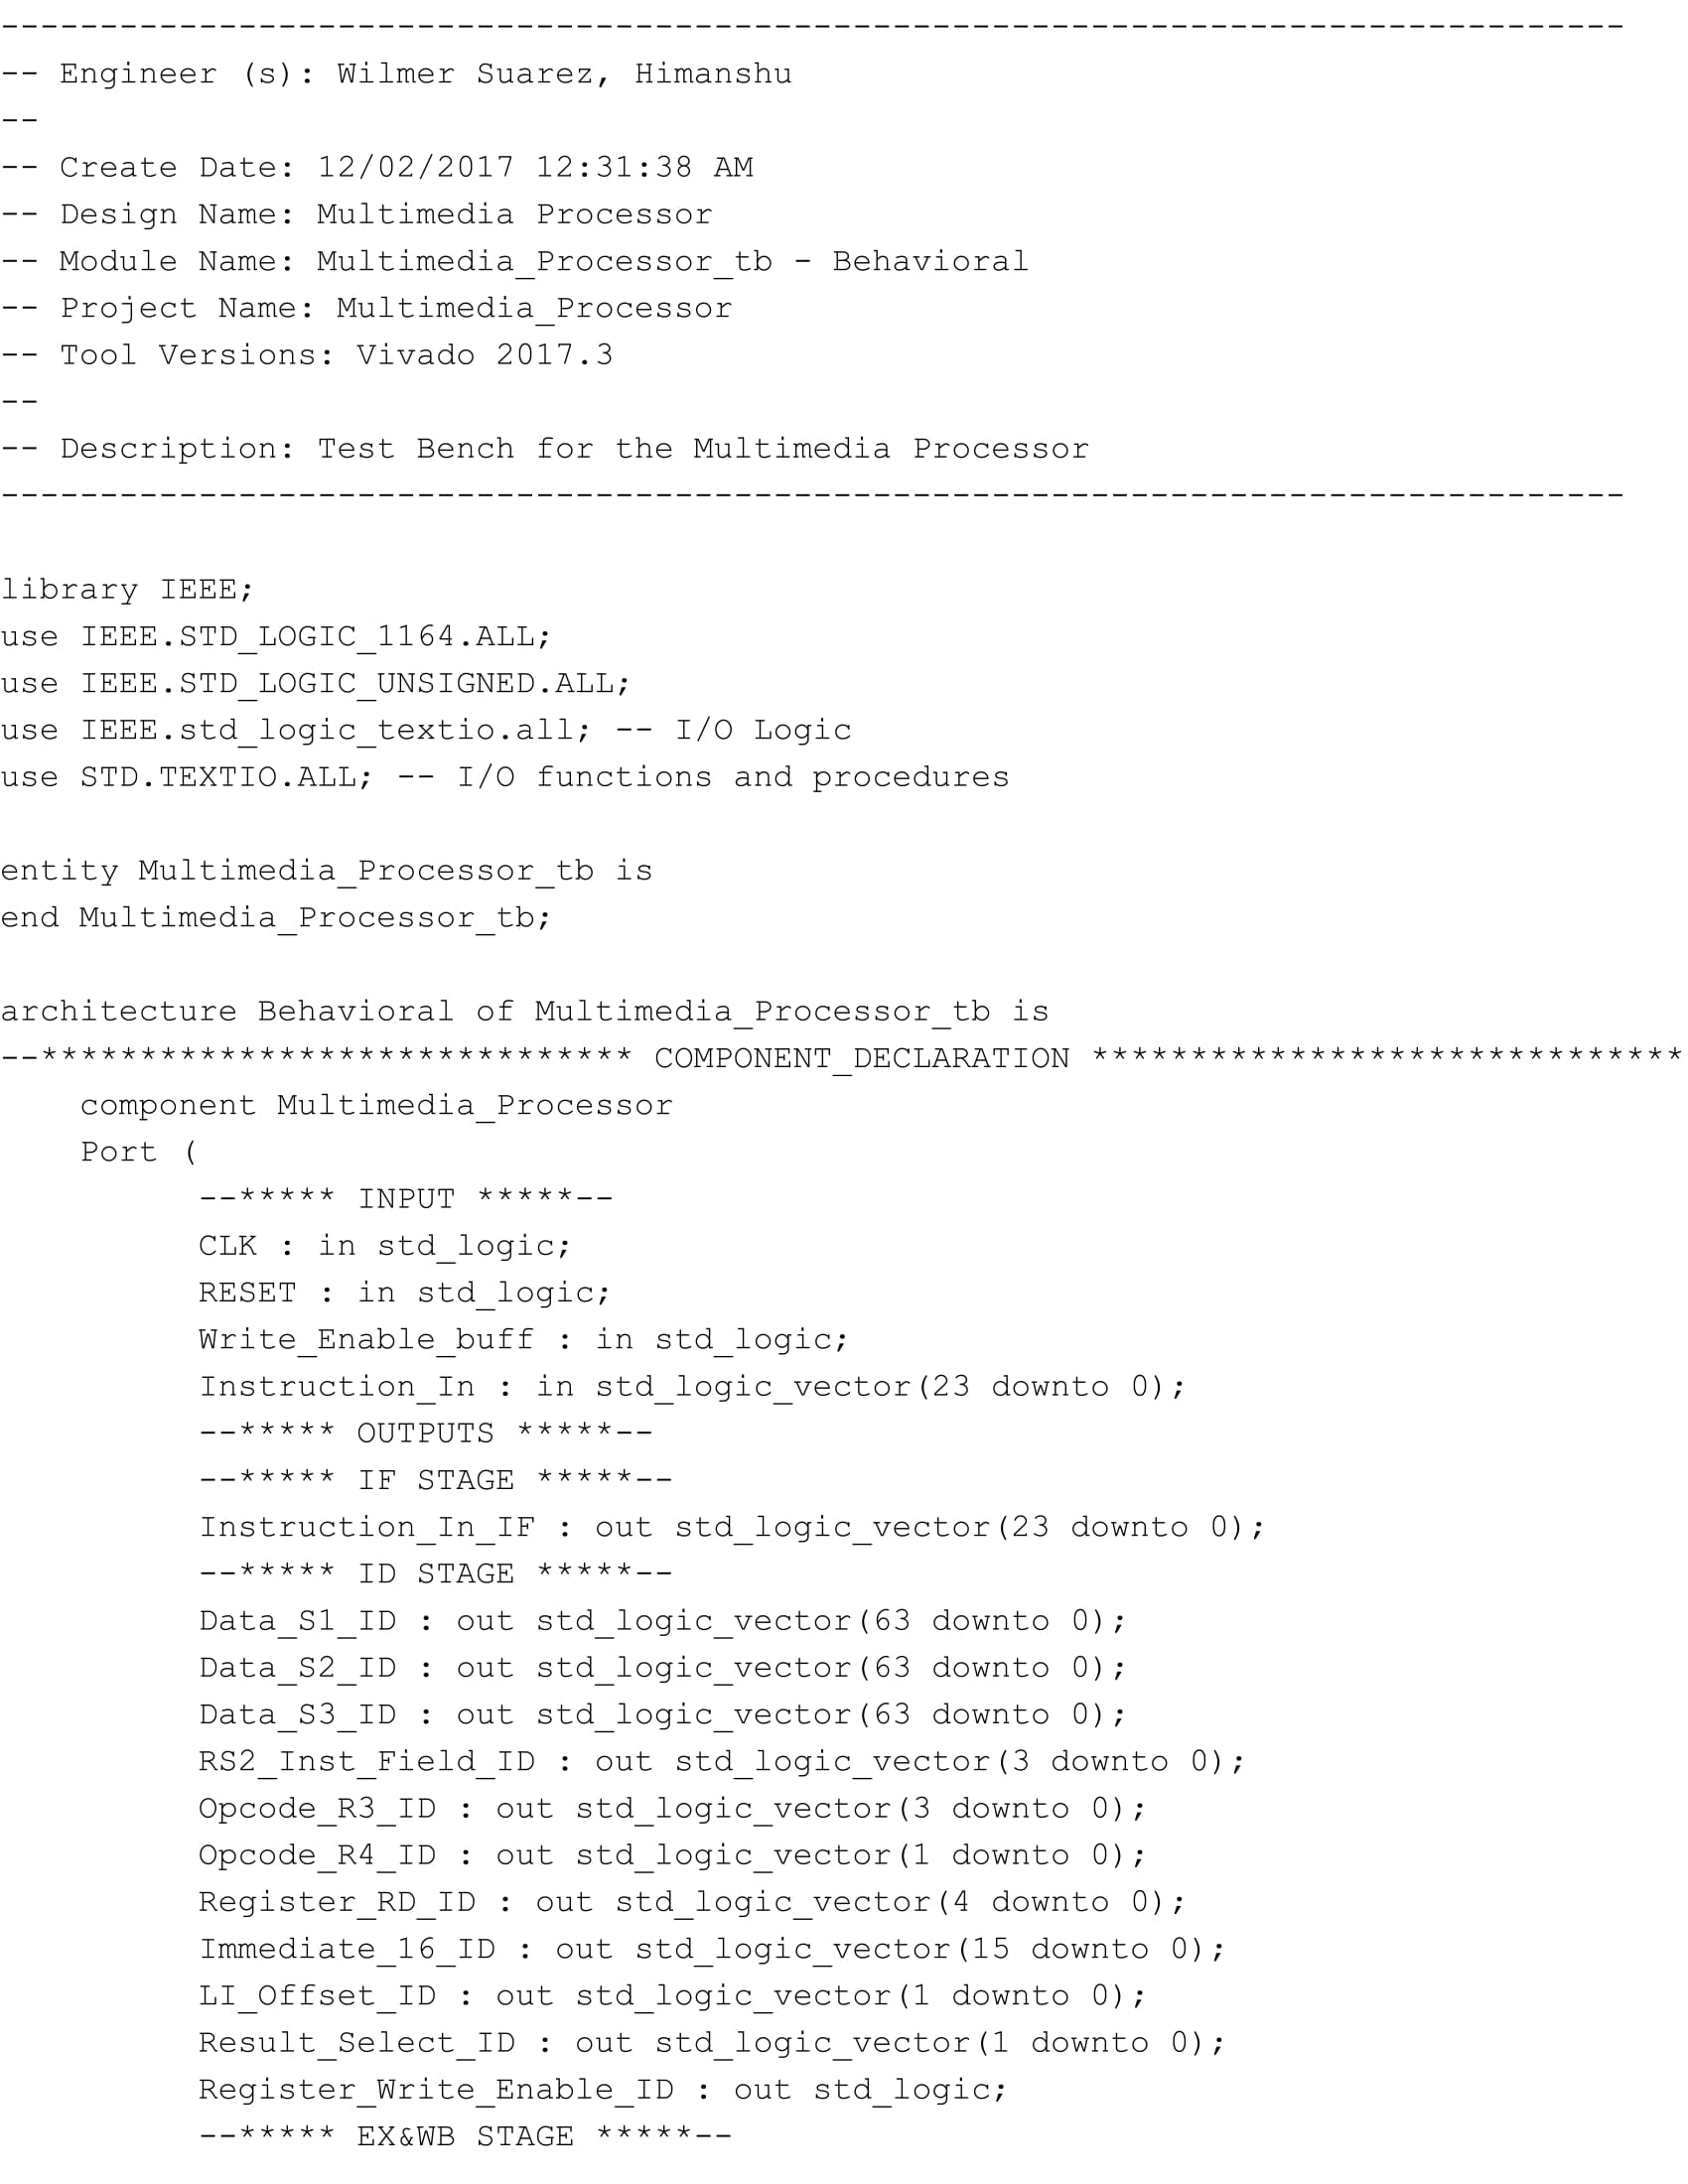 ----------------------------------------------------------------------------------
-- Engineer (s): Wilmer Suarez, Himanshu
--
-- Create Date: 12/02/2017 12:31:38 AM
-- Design Name: Multimedia Processor
-- Module Name: Multimedia_Processor_tb - Behavioral
-- Project Name: Multimedia_Processor
-- Tool Versions: Vivado 2017.3
--
-- Description: Test Bench for the Multimedia Processor
----------------------------------------------------------------------------------

library IEEE;
use IEEE.STD_LOGIC_1164.ALL;
use IEEE.STD_LOGIC_UNSIGNED.ALL;
use IEEE.std_logic_textio.all; -- I/O Logic
use STD.TEXTIO.ALL; -- I/O functions and procedures

entity Multimedia_Processor_tb is
end Multimedia_Processor_tb;

architecture Behavioral of Multimedia_Processor_tb is
--****************************** COMPONENT_DECLARATION ******************************
    component Multimedia_Processor
    Port (
          --***** INPUT *****--
          CLK : in std_logic;
          RESET : in std_logic;
          Write_Enable_buff : in std_logic;
          Instruction_In : in std_logic_vector(23 downto 0);
          --***** OUTPUTS *****--
          --***** IF STAGE *****--
          Instruction_In_IF : out std_logic_vector(23 downto 0);
          --***** ID STAGE *****--
          Data_S1_ID : out std_logic_vector(63 downto 0);
          Data_S2_ID : out std_logic_vector(63 downto 0);
          Data_S3_ID : out std_logic_vector(63 downto 0);
          RS2_Inst_Field_ID : out std_logic_vector(3 downto 0);
          Opcode_R3_ID : out std_logic_vector(3 downto 0);
          Opcode_R4_ID : out std_logic_vector(1 downto 0);
          Register_RD_ID : out std_logic_vector(4 downto 0);
          Immediate_16_ID : out std_logic_vector(15 downto 0);
          LI_Offset_ID : out std_logic_vector(1 downto 0);
          Result_Select_ID : out std_logic_vector(1 downto 0);
          Register_Write_Enable_ID : out std_logic;
          --***** EX&WB STAGE *****--